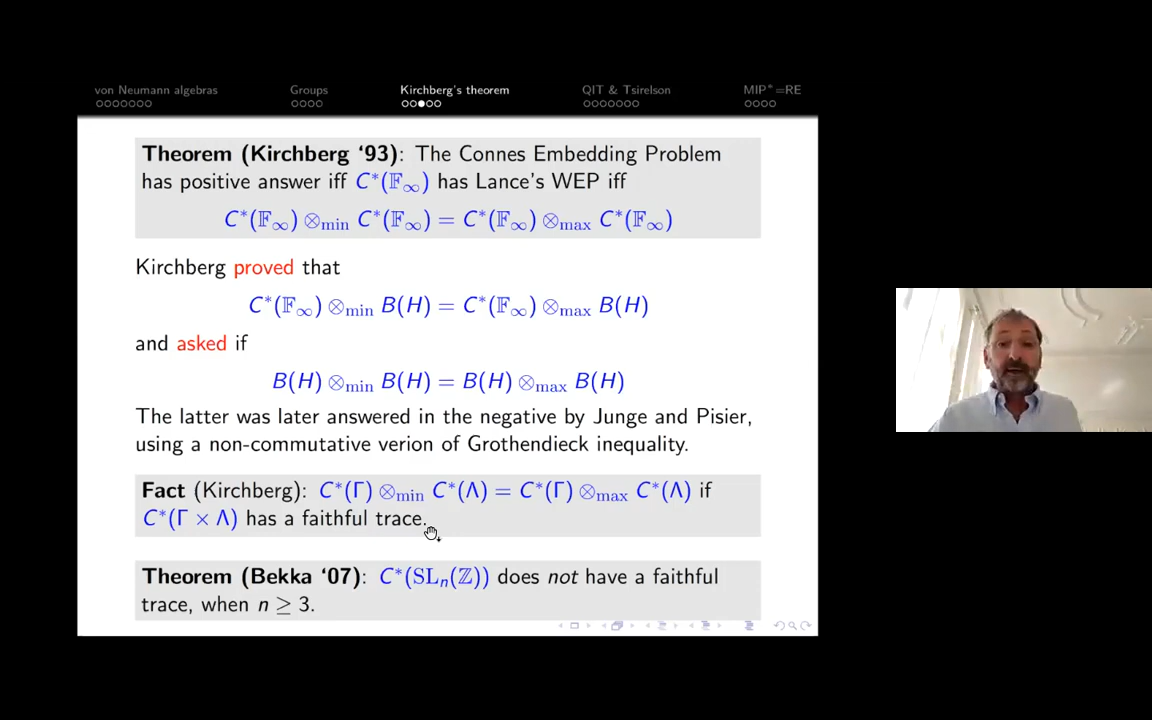 von Neumann algebras Groups Kirchberg's theorem QIT & Tsirelson MIP*=RE
Theorem (Kirchberg '93): The Connes Embedding Problem
has positive answer iff C*(𝔽∞) has Lance's WEP iff
C*(𝔽∞) ⊗min C*(𝔽∞) = C*(𝔽∞) ⊗max C*(𝔽∞)
Kirchberg proved that
C*(𝔽∞) ⊗min B(H) = C*(𝔽∞) ⊗max B(H)
and asked if
B(H) ⊗min B(H) = B(H) ⊗max B(H)
The latter was later answered in the negative by Junge and Pisier,
using a non-commutative verion of Grothendieck inequality.
Fact (Kirchberg): C*(Γ) ⊗min C*(Λ) = C*(Γ) ⊗max C*(Λ) if
C*(Γ × Λ) has a faithful trace.
Theorem (Bekka '07): C*(SLn(ℤ)) does not have a faithful
trace, when n ≥ 3.